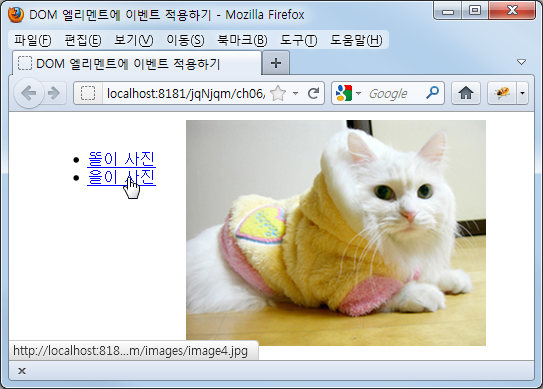 DOM 엘리먼트에 이벤트 적용하기 - Mozilla Firefox
파일(F) 편집(E) 보기(V) 이동(S) 북마크(B) 도구(T) 도움말(H)
DOM 엘리먼트에 이벤트 적용하기
localhost:8181/jqNjqm/ch06/
Google
똘이 사진
율이 사진
http://localhost:818...m/images/image4.jpg